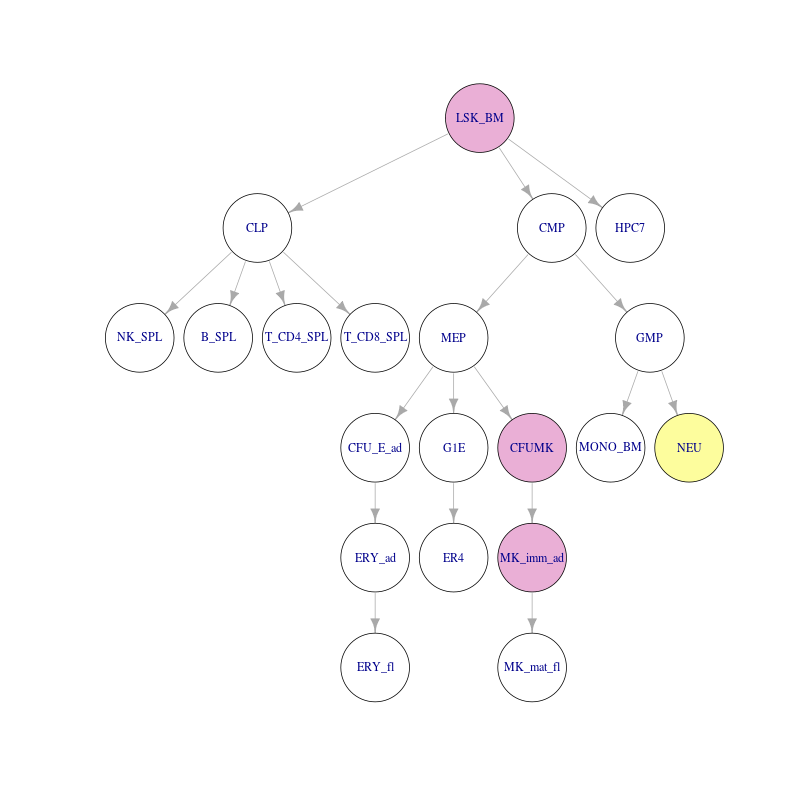 LSK_BM
CLP
CMP
HPC7
NK_SPL
B_SPL
T_CD4_SPL
T_CD8_SPL
MEP
GMP
CFU_E_ad
G1E
CFUMK
MONO_BM
NEU
ERY_ad
ER4
MK_imm_ad
ERY_fl
MK_mat_fl